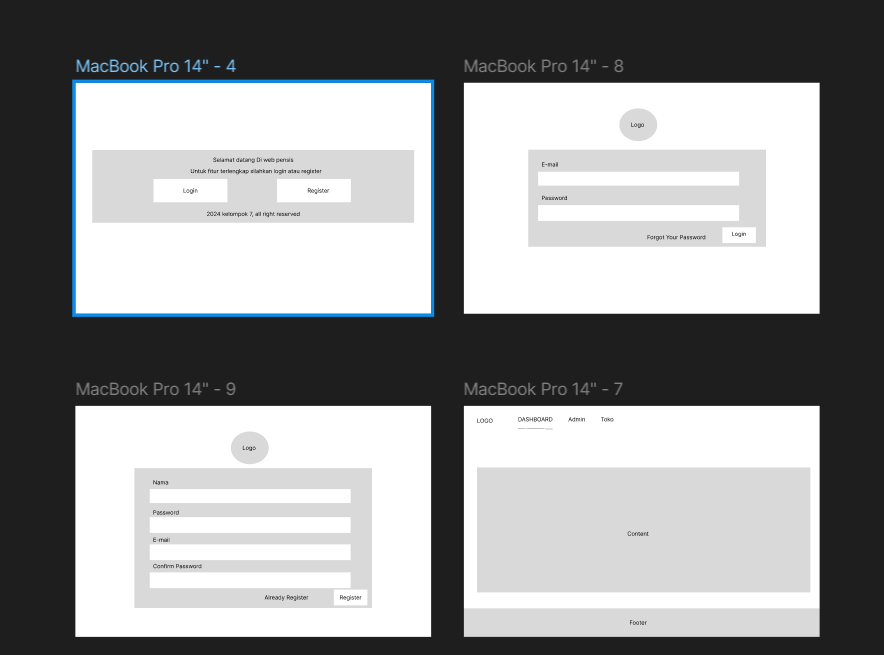 MacBook Pro 14" - 4
Selamat datang Di web pensis
Untuk fitur terlengkap silahkan login atau register
Login
Register
2024 kelompok 7, all right reserved
MacBook Pro 14" - 8
Logo
E-mail
Password
Forgot Your Password
Login
MacBook Pro 14" - 9
Logo
Nama
Password
E-mail
Confirm Password
Already Register
Register
MacBook Pro 14" - 7
LOGO
DASHBOARD
Admin
Toko
Content
Footer